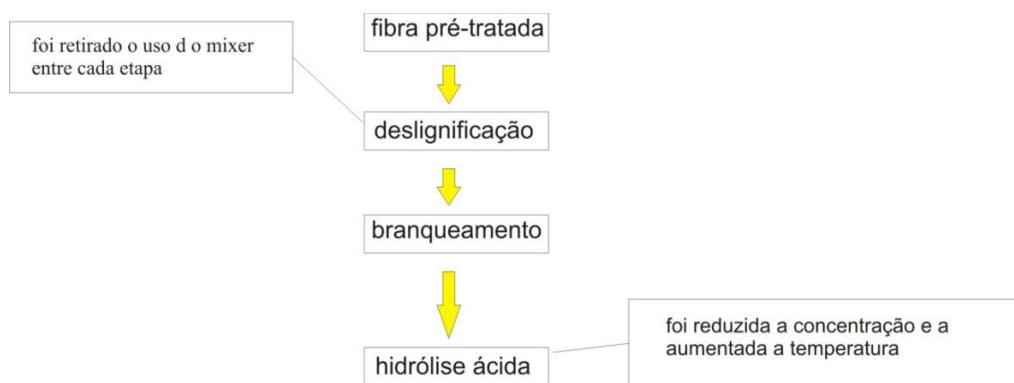 fibra pré-tratada
foi retirado o uso d o mixer
entre cada etapa
deslignificação
branqueamento
foi reduzida a concentração e a
aumentada a temperatura
hidrólise ácida